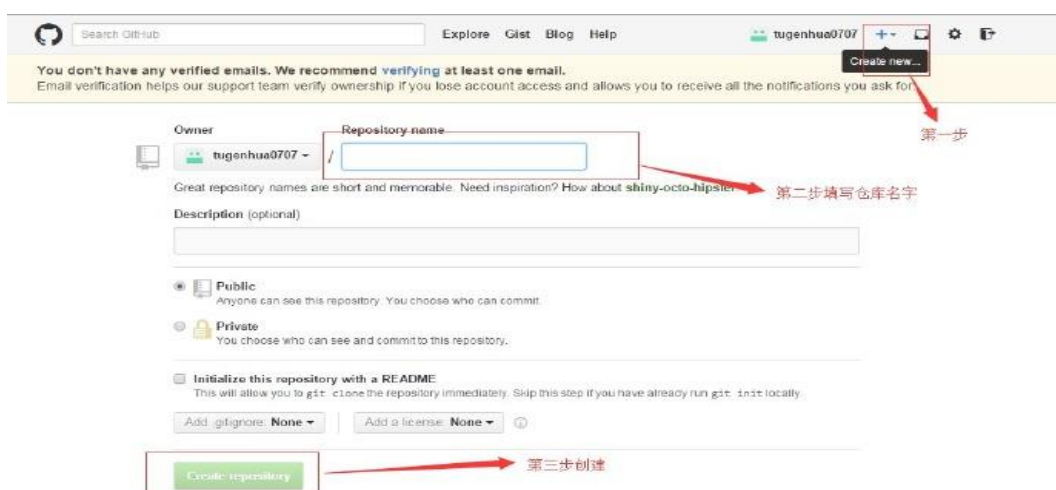 Search GitHub Explore Gist Blog Help tugenhua0707
Create new...
You don't have any verified emails. We recommend verifying at least one email.
Email verification helps our support team verify ownership if you lose account access and allows you to receive all the notifications you ask for.
第一步
Owner Repository name
tugenhua0707 /
Great repository names are short and memorable. Need inspiration? How about shiny-octo-hipster
第二步填写仓库名字
Description (optional)
Public
Anyone can see this repository. You choose who can commit.
Private
You choose who can see and commit to this repository.
Initialize this repository with a README
This will allow you to git clone the repository immediately. Skip this step if you have already run git init locally.
Add .gitignore: None Add a license: None
第三步创建
Create repository